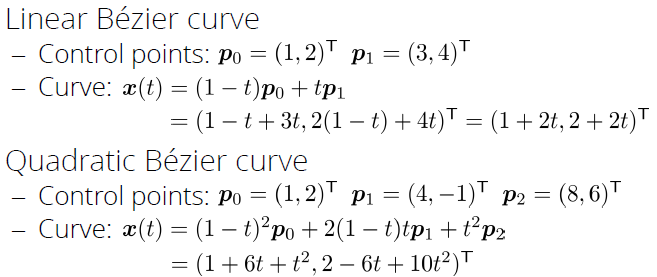 Linear Bézier curve
– Control points: p₀ = (1, 2)ᵀ p₁ = (3, 4)ᵀ
– Curve: x(t) = (1 − t)p₀ + tp₁
= (1 − t + 3t, 2(1 − t) + 4t)ᵀ = (1 + 2t, 2 + 2t)ᵀ
Quadratic Bézier curve
– Control points: p₀ = (1, 2)ᵀ p₁ = (4, −1)ᵀ p₂ = (8, 6)ᵀ
– Curve: x(t) = (1 − t)²p₀ + 2(1 − t)tp₁ + t²p₂
= (1 + 6t + t², 2 − 6t + 10t²)ᵀ